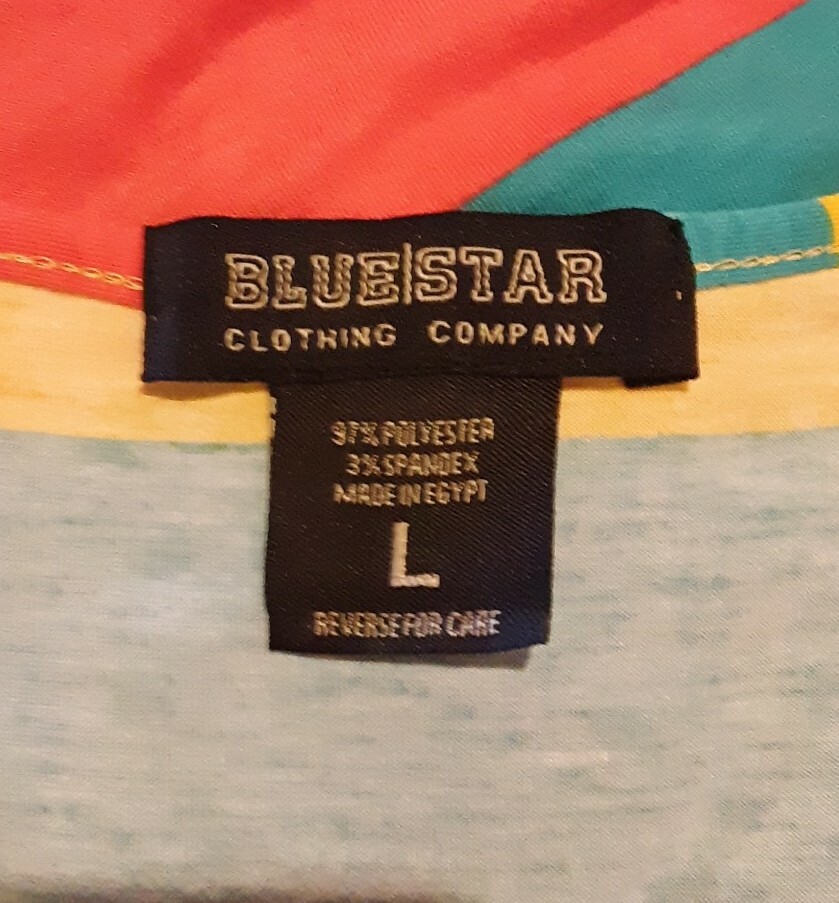 BLUE|STAR
CLOTHING COMPANY
97% POLYESTER
3% SPANDEX
MADE IN EGYPT
L
REVERSE FOR CARE